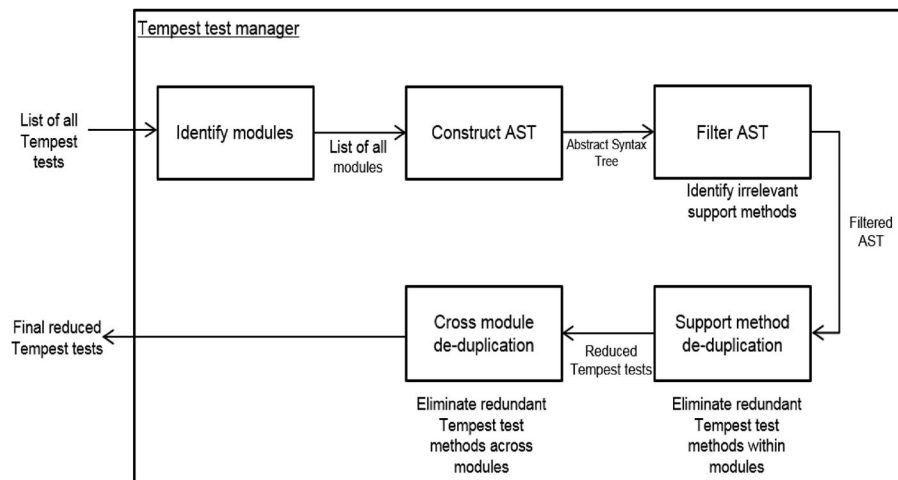 Tempest test manager
List of all
Tempest
tests
Identify modules
List of all
modules
Construct AST
Abstract Syntax
Tree
Filter AST
Identify irrelevant
support methods
Filtered
AST
Support method
de-duplication
Eliminate redundant
Tempest test
methods within
modules
Reduced
Tempest tests
Cross module
de-duplication
Eliminate redundant
Tempest test
methods across
modules
Final reduced
Tempest tests